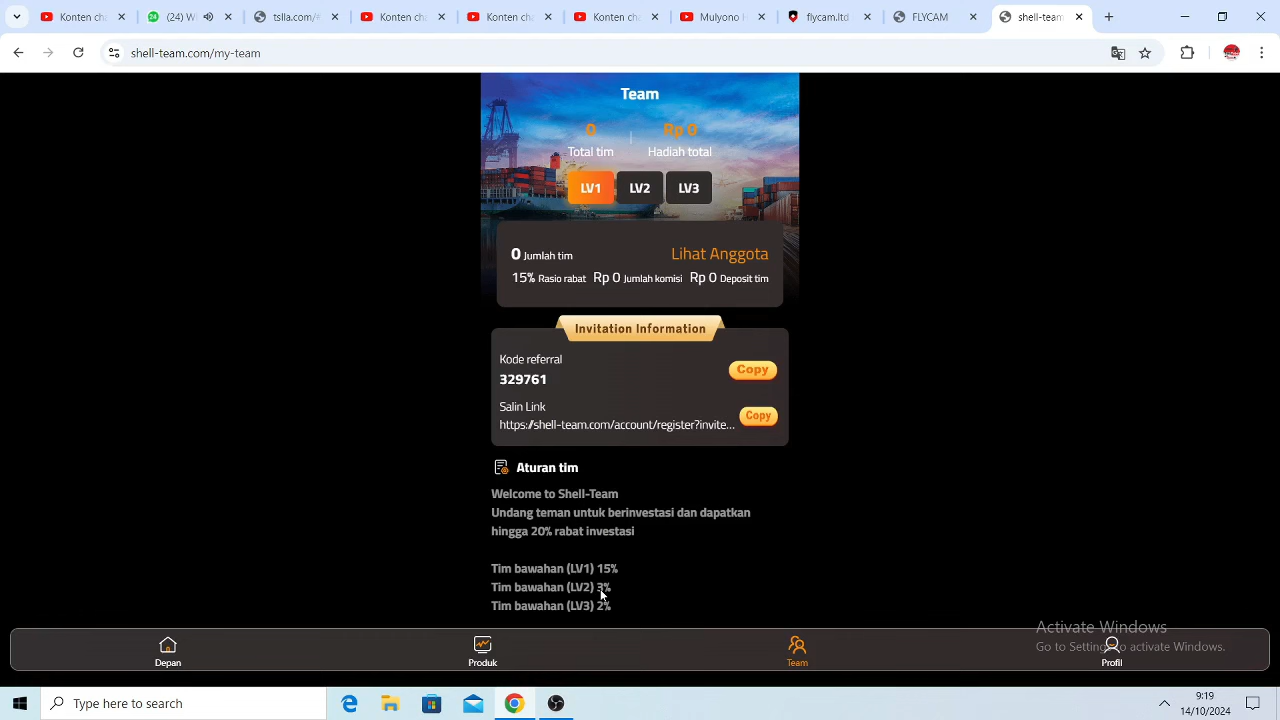 Konten ch
(24) W
tslla.com/
Konten ch
Konten ch
Konten ch
Mulyono
flycam.ltd
FLYCAM
shell-team
shell-team.com/my-team
Team
0
Rp 0
Total tim
Hadiah total
LV1
LV2
LV3
0 Jumlah tim
Lihat Anggota
15% Rasio rabat Rp 0 Jumlah komisi Rp 0 Deposit tim
Invitation Information
Kode referral
329761
Copy
Salin Link
https://shell-team.com/account/register?invite...
Copy
Aturan tim
Welcome to Shell-Team
Undang teman untuk berinvestasi dan dapatkan
hingga 20% rabat investasi
Tim bawahan (LV1) 15%
Tim bawahan (LV2) 3%
Tim bawahan (LV3) 2%
Activate Windows
Go to Settings to activate Windows.
Depan
Produk
Team
Profil
Type here to search
9:19
14/10/2024